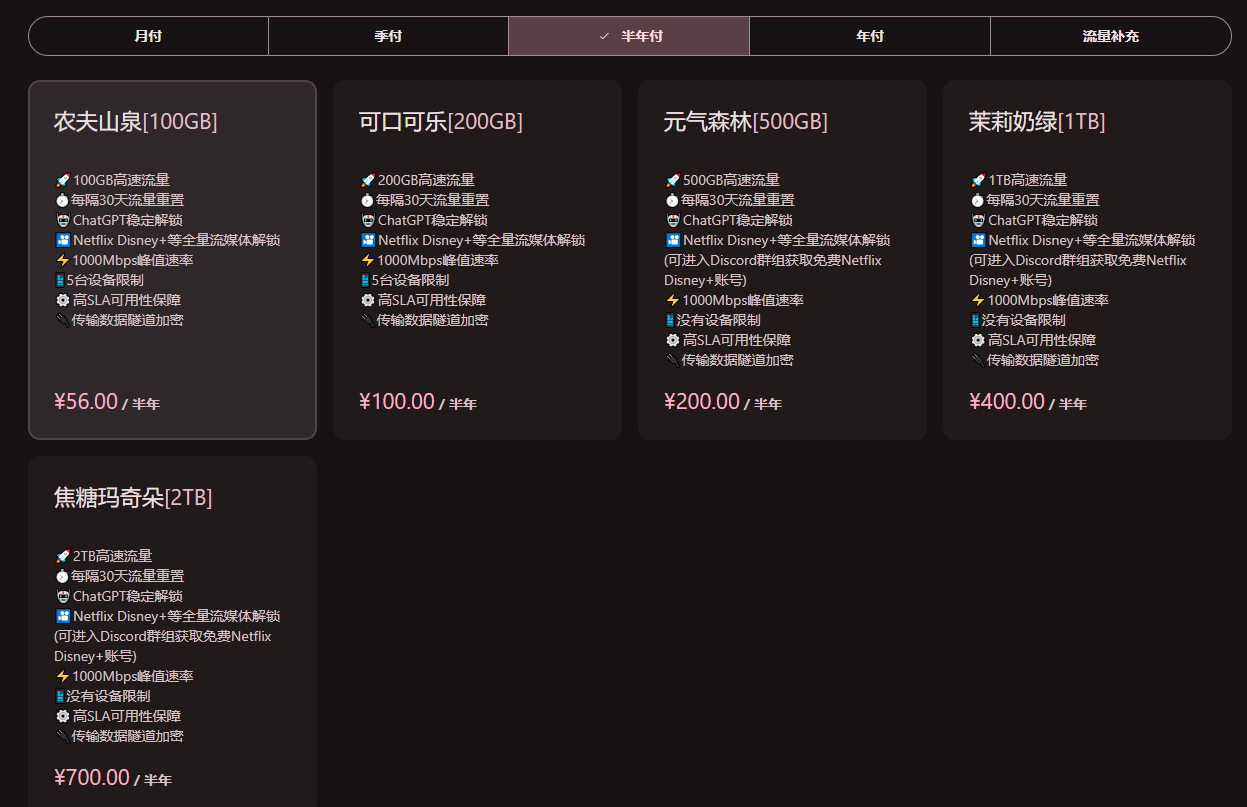 月付
季付
✓ 半年付
年付
流量补充
农夫山泉[100GB]
🚀100GB高速流量
⏱每隔30天流量重置
🤖ChatGPT稳定解锁
🎦Netflix Disney+等全量流媒体解锁
⚡1000Mbps峰值速率
📱5台设备限制
⚙高SLA可用性保障
🔌传输数据隧道加密
¥56.00 / 半年
可口可乐[200GB]
🚀200GB高速流量
⏱每隔30天流量重置
🤖ChatGPT稳定解锁
🎦Netflix Disney+等全量流媒体解锁
⚡1000Mbps峰值速率
📱5台设备限制
⚙高SLA可用性保障
🔌传输数据隧道加密
¥100.00 / 半年
元气森林[500GB]
🚀500GB高速流量
⏱每隔30天流量重置
🤖ChatGPT稳定解锁
🎦Netflix Disney+等全量流媒体解锁
(可进入Discord群组获取免费Netflix
Disney+账号)
⚡1000Mbps峰值速率
📱没有设备限制
⚙高SLA可用性保障
🔌传输数据隧道加密
¥200.00 / 半年
茉莉奶绿[1TB]
🚀1TB高速流量
⏱每隔30天流量重置
🤖ChatGPT稳定解锁
🎦Netflix Disney+等全量流媒体解锁
(可进入Discord群组获取免费Netflix
Disney+账号)
⚡1000Mbps峰值速率
📱没有设备限制
⚙高SLA可用性保障
🔌传输数据隧道加密
¥400.00 / 半年
焦糖玛奇朵[2TB]
🚀2TB高速流量
⏱每隔30天流量重置
🤖ChatGPT稳定解锁
🎦Netflix Disney+等全量流媒体解锁
(可进入Discord群组获取免费Netflix
Disney+账号)
⚡1000Mbps峰值速率
📱没有设备限制
⚙高SLA可用性保障
🔌传输数据隧道加密
¥700.00 / 半年